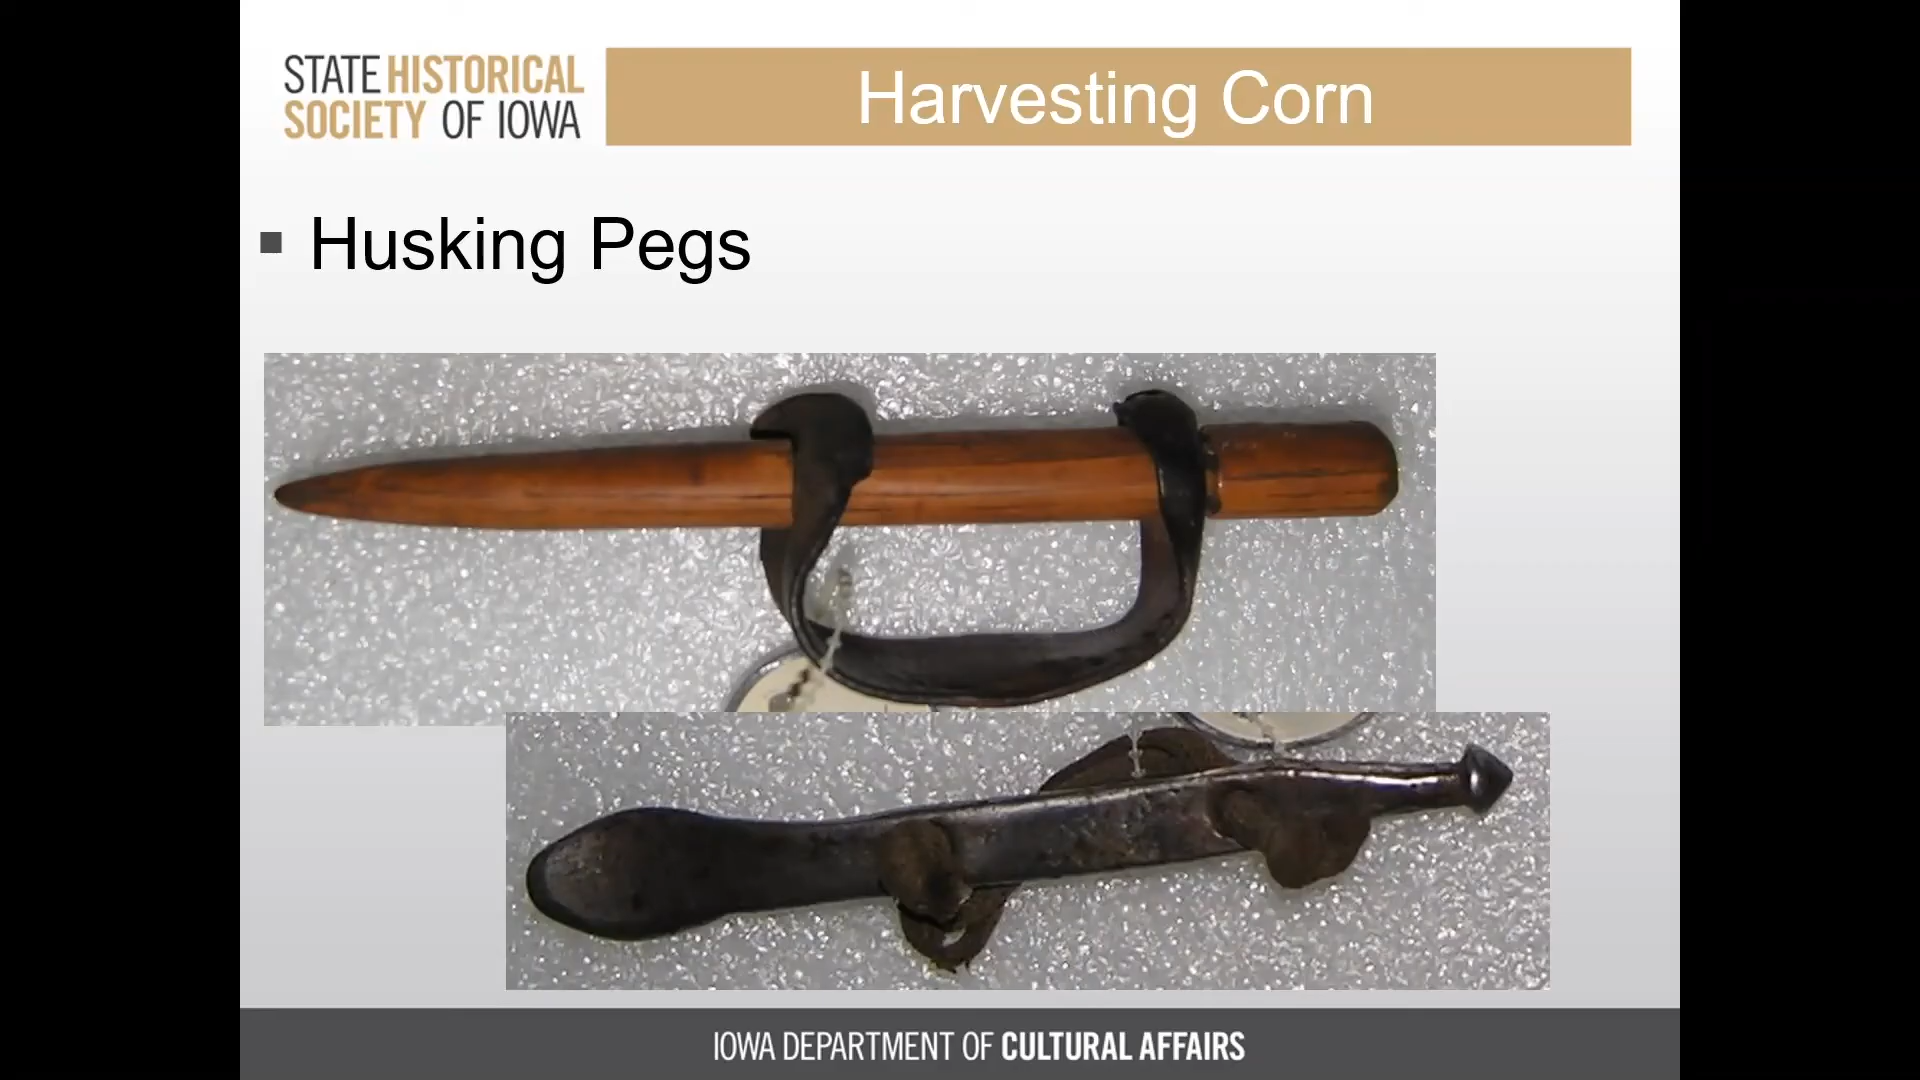 STATE HISTORICAL
SOCIETY OF IOWA
Harvesting Corn
Husking Pegs
IOWA DEPARTMENT OF CULTURAL AFFAIRS